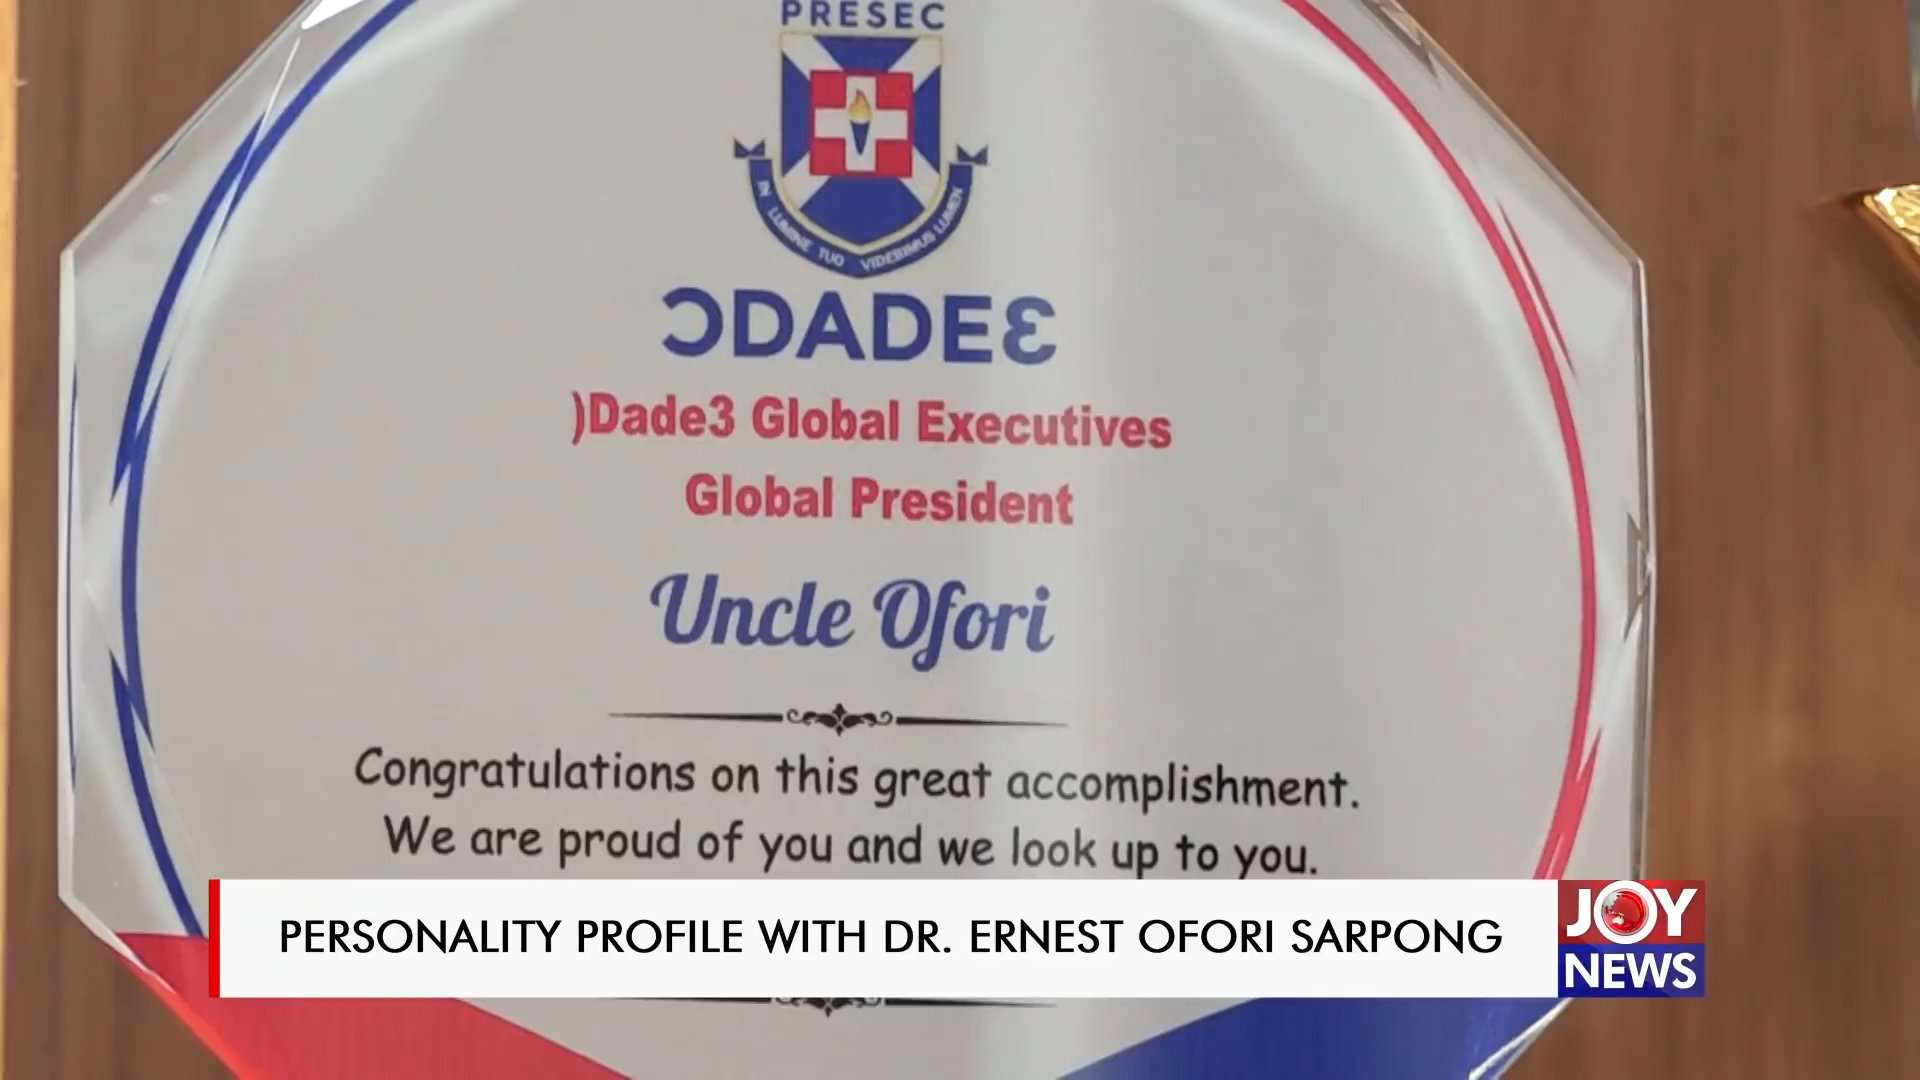 PRESEC
IN LUMINE TUO VIDEBIMUS LUMEN
ƆDADEƐ
)Dade3 Global Executives
Global President
Uncle Ofori
Congratulations on this great accomplishment.
We are proud of you and we look up to you.
PERSONALITY PROFILE WITH DR. ERNEST OFORI SARPONG
JOY
NEWS